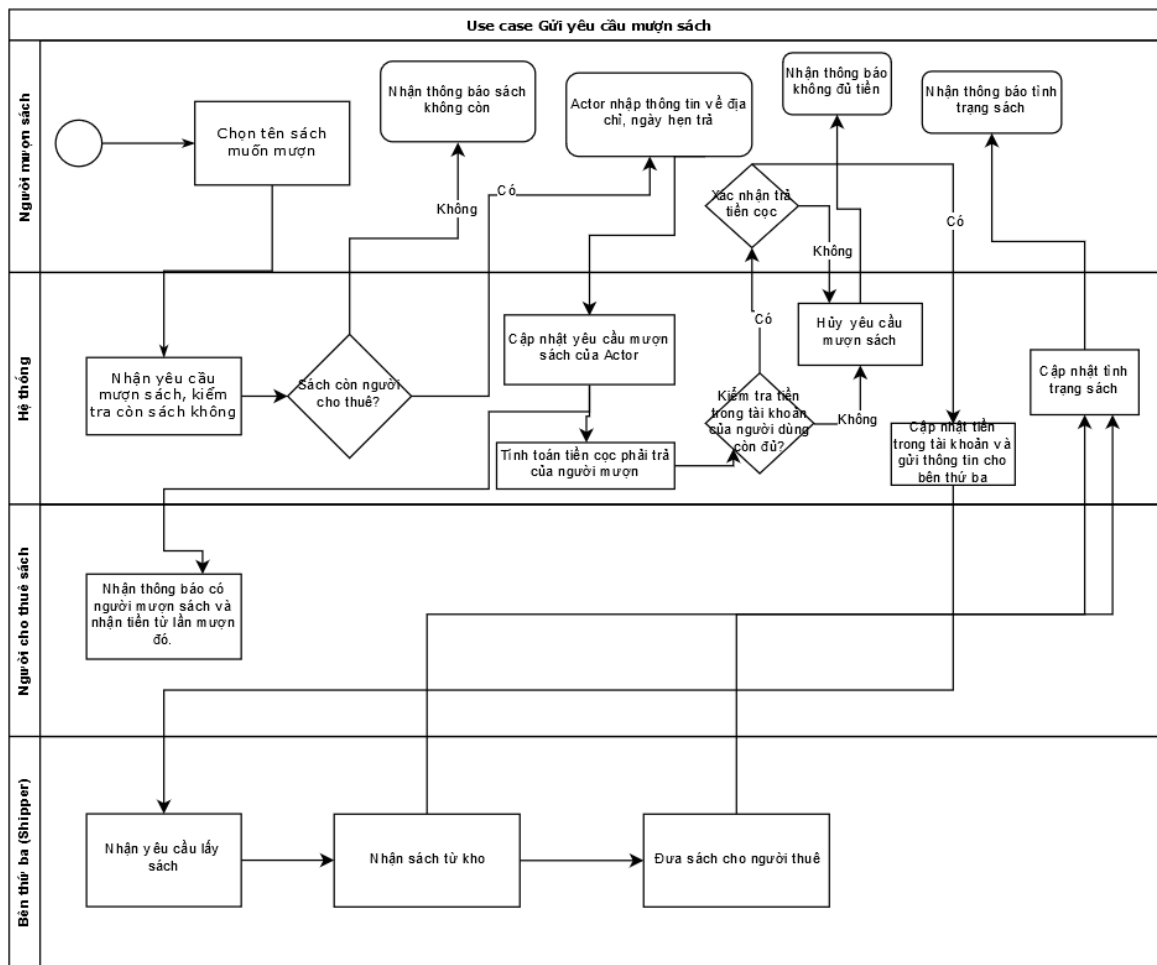 Use case Gửi yêu cầu mượn sách
Người mượn sách
Chọn tên sách
muốn mượn
Nhận thông báo sách
không còn
Actor nhập thông tin về địa
chỉ, ngày hẹn trả
Nhận thông báo
không đủ tiền
Nhận thông báo tình
trạng sách
Có
Không
Xác nhận trả
tiền cọc
Không
Có
Hệ thống
Nhận yêu cầu
mượn sách, kiểm
tra còn sách không
Sách còn người
cho thuê?
Cập nhật yêu cầu mượn
sách của Actor
Tính toán tiền cọc phải trả
của người mượn
Có
Kiểm tra tiền
trong tài khoản
của người dùng
còn đủ?
Không
Hủy yêu cầu
mượn sách
Cập nhật tiền
trong tài khoản và
gửi thông tin cho
bên thứ ba
Cập nhật tình
trạng sách
Người cho thuê sách
Nhận thông báo có
người mượn sách và
nhận tiền từ lần mượn
đó.
Bên thứ ba (Shipper)
Nhận yêu cầu lấy
sách
Nhận sách từ kho
Đưa sách cho người thuê